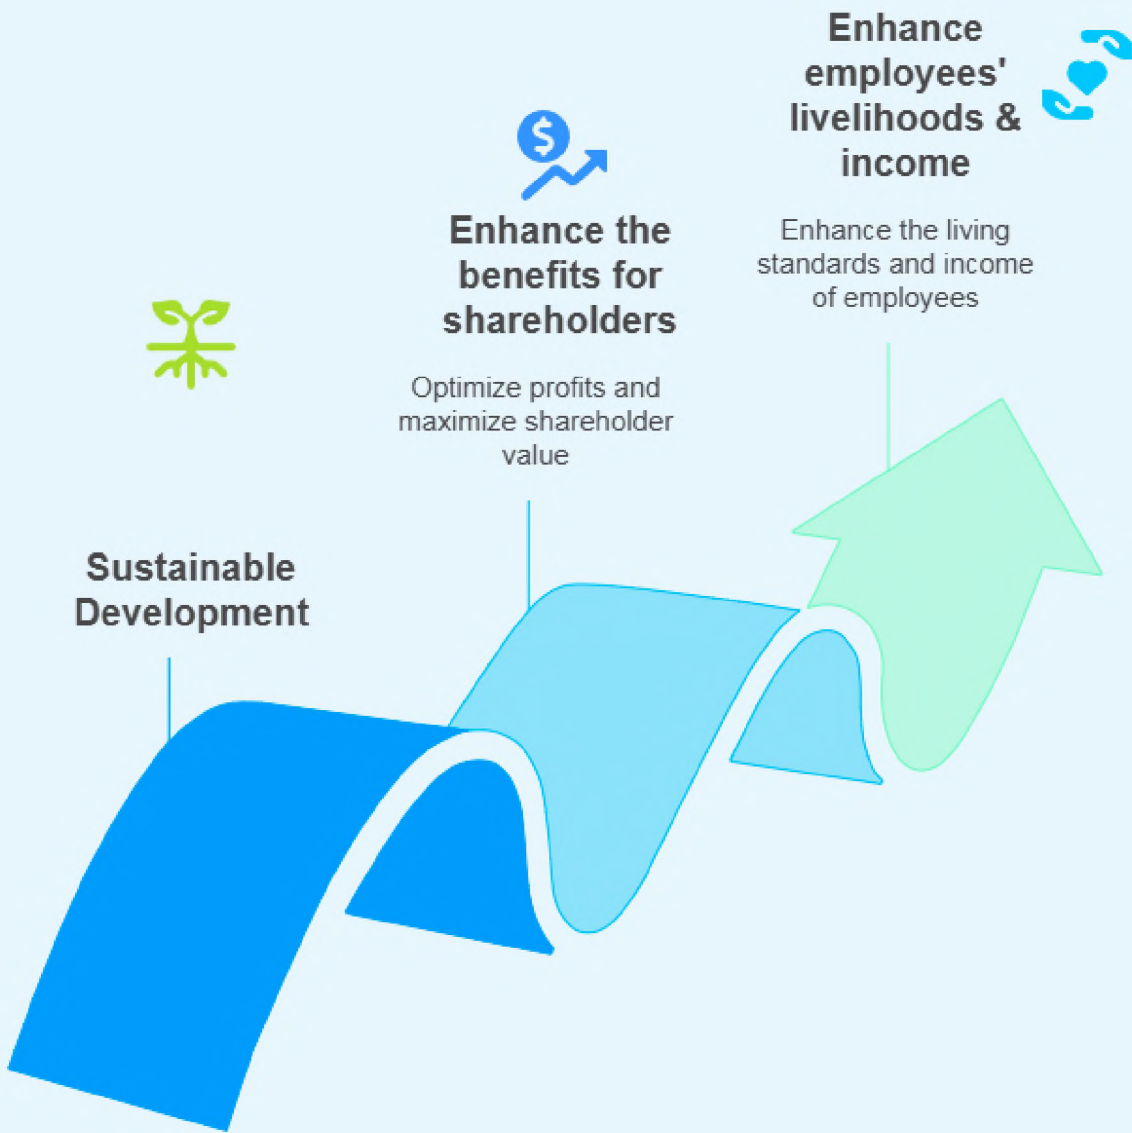 Sustainable
Development
Enhance the
benefits for
shareholders
Optimize profits and
maximize shareholder
value
Enhance
employees'
livelihoods &
income
Enhance the living
standards and income
of employees